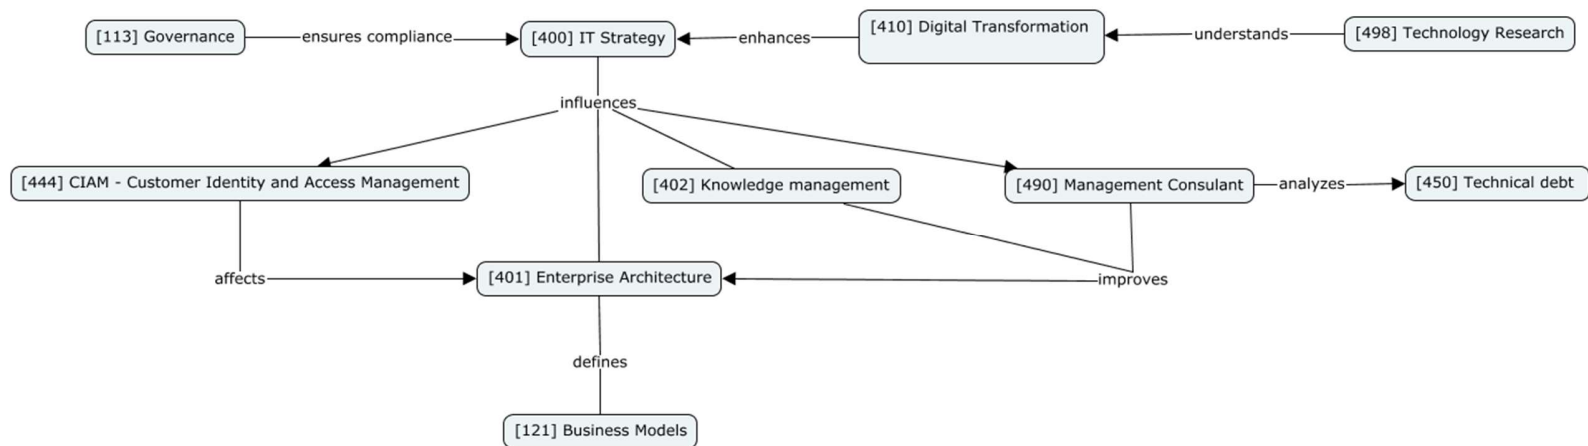 [113] Governance
ensures compliance
[400] IT Strategy
enhances
[410] Digital Transformation
understands
[498] Technology Research
influences
[444] CIAM - Customer Identity and Access Management
[402] Knowledge management
[490] Management Consulant
analyzes
[450] Technical debt
affects
[401] Enterprise Architecture
improves
defines
[121] Business Models